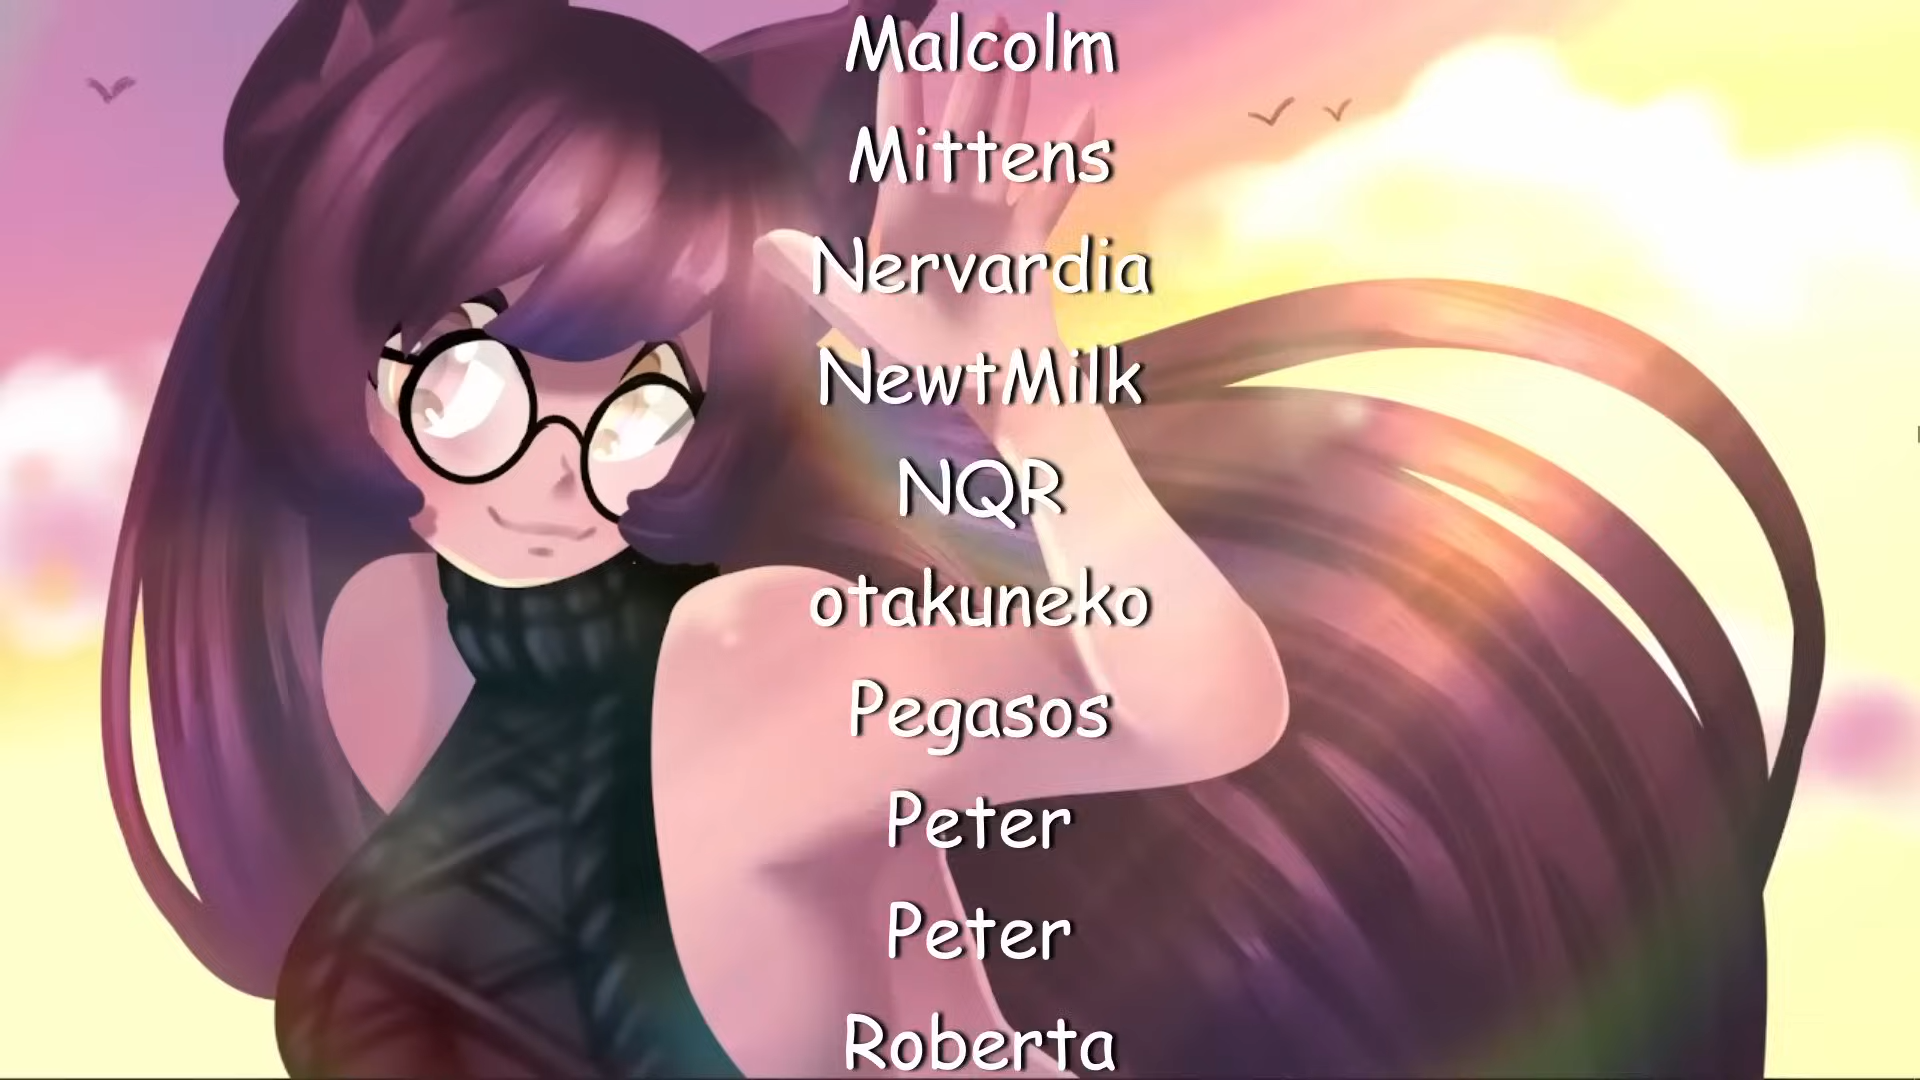 Malcolm
Mittens
Nervardia
NewtMilk
NQR
otakuneko
Pegasos
Peter
Peter
Roberta